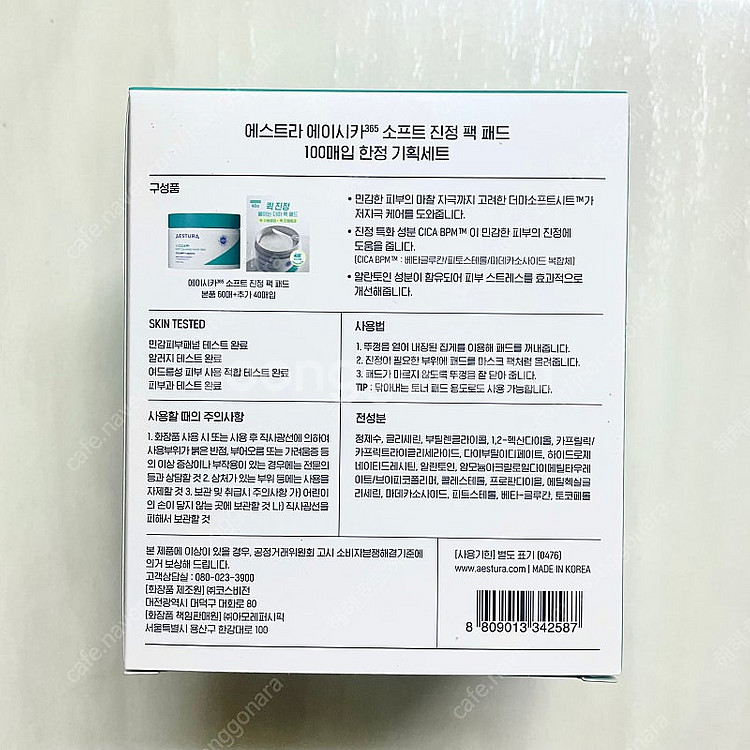 에스트라 에이시카365 소프트 진정 팩 패드
100매입 한정 기획세트
구성품
AESTURA
퀵 진정
에이시카365 소프트 진정 팩 패드
본품 60매+추가 40매입
• 민감한 피부의 마찰 자극까지 고려한 더마소프트시트™가
저자극 케어를 도와줍니다.
• 진정 특화 성분 CICA BPM™ 이 민감한 피부의 진정에
도움을 줍니다.
[CICA BPM™ : 베타글루칸/피토스테롤/마데카소사이드 복합체]
• 알란토인 성분이 함유되어 피부 스트레스를 효과적으로
개선해줍니다.
SKIN TESTED
민감피부패널 테스트 완료
알러지 테스트 완료
여드름성 피부 사용 적합 테스트 완료
피부과 테스트 완료
사용법
1. 뚜껑을 열어 내장된 집게를 이용해 패드를 꺼내줍니다.
2. 진정이 필요한 부위에 패드를 마스크 팩처럼 올려줍니다.
3. 패드가 마르지 않도록 뚜껑을 잘 닫아 줍니다.
TIP : 닦아내는 토너 패드 용도로도 사용 가능합니다.
사용할 때의 주의사항
1. 화장품 사용 시 또는 사용 후 직사광선에 의하여
사용부위가 붉은 반점, 부어오름 또는 가려움증 등
의 이상 증상이나 부작용이 있는 경우에는 전문의
등과 상담할 것 2. 상처가 있는 부위 등에는 사용을
자제할 것 3. 보관 및 취급시 주의사항 가) 어린이
의 손이 닿지 않는 곳에 보관할 것 나) 직사광선을
피해서 보관할 것
전성분
정제수, 글리세린, 부틸렌글라이콜, 1,2-헥산다이올, 카프릴릭/
카프릭트라이글리세라이드, 다이부틸아디페이트, 하이드로제
네이티드레시틴, 알란토인, 암모늄아크릴로일다이메틸타우레
이트/브이피코폴리머, 콜레스테롤, 프로판다이올, 에틸헥실글
리세린, 마데카소사이드, 피토스테롤, 베타-글루칸, 토코페롤
본 제품에 이상이 있을 경우, 공정거래위원회 고시 소비자분쟁해결기준에
의거 보상해 드립니다.
고객상담실 : 080-023-3900
[화장품 제조원] ㈜코스비전
대전광역시 대덕구 대화로 80
[화장품 책임판매원] ㈜아모레퍼시픽
서울특별시 용산구 한강대로 100
[사용기한] 별도 표기 (0476)
www.aestura.com | MADE IN KOREA
8 809013 342587